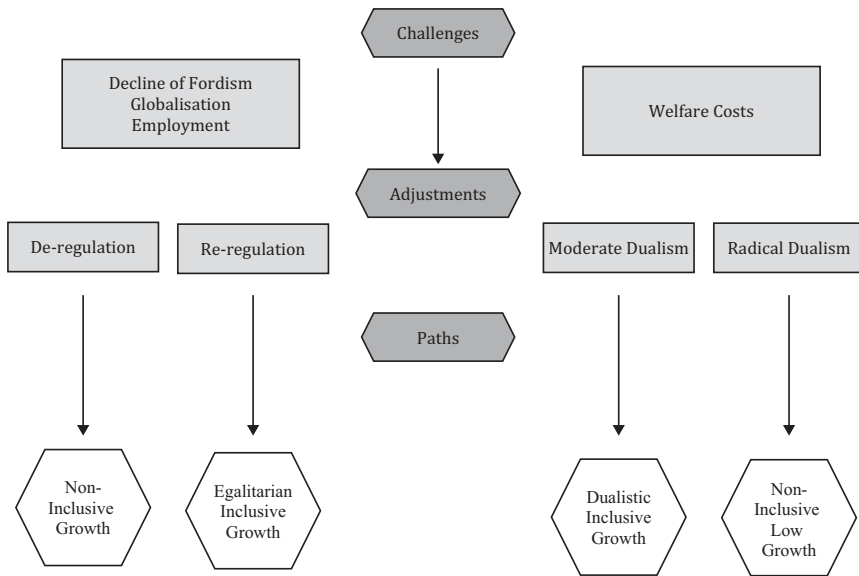 Challenges
Decline of Fordism
Globalisation
Employment
Welfare Costs
Adjustments
De-regulation
Re-regulation
Moderate Dualism
Radical Dualism
Paths
Non-
Inclusive
Growth
Egalitarian
Inclusive
Growth
Dualistic
Inclusive
Growth
Non-
Inclusive
Low
Growth